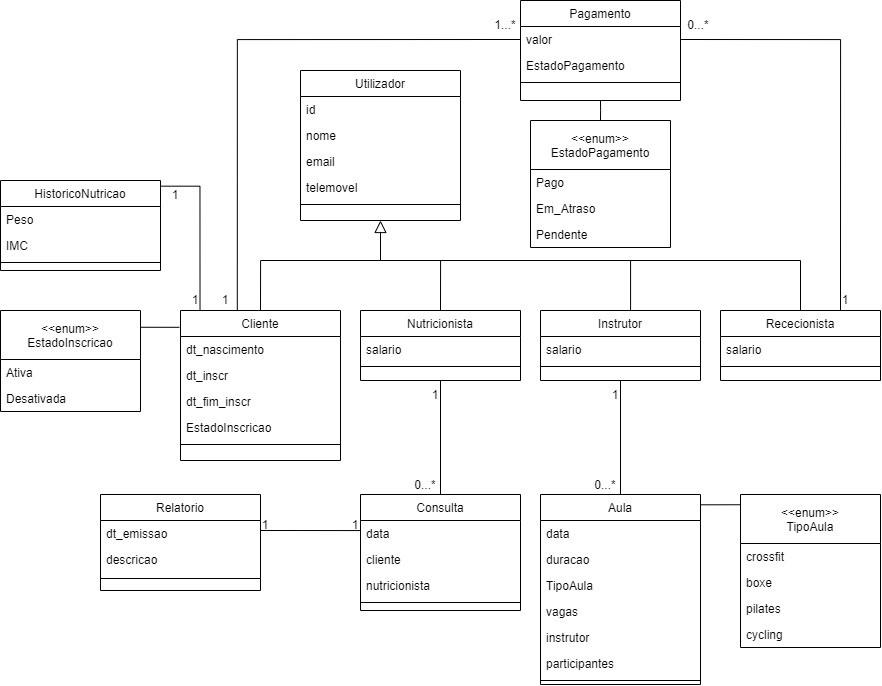 Pagamento
valor
EstadoPagamento
1...*
0...*
Utilizador
id
nome
email
telemovel
<<enum>>
EstadoPagamento
Pago
Em_Atraso
Pendente
HistoricoNutricao
Peso
IMC
1
1
1
1
<<enum>>
EstadoInscricao
Ativa
Desativada
Cliente
dt_nascimento
dt_inscr
dt_fim_inscr
EstadoInscricao
Nutricionista
salario
Instrutor
salario
Rececionista
salario
1
1
0...*
0...*
Relatorio
dt_emissao
descricao
1
1
Consulta
data
cliente
nutricionista
Aula
data
duracao
TipoAula
vagas
instrutor
participantes
<<enum>>
TipoAula
crossfit
boxe
pilates
cycling